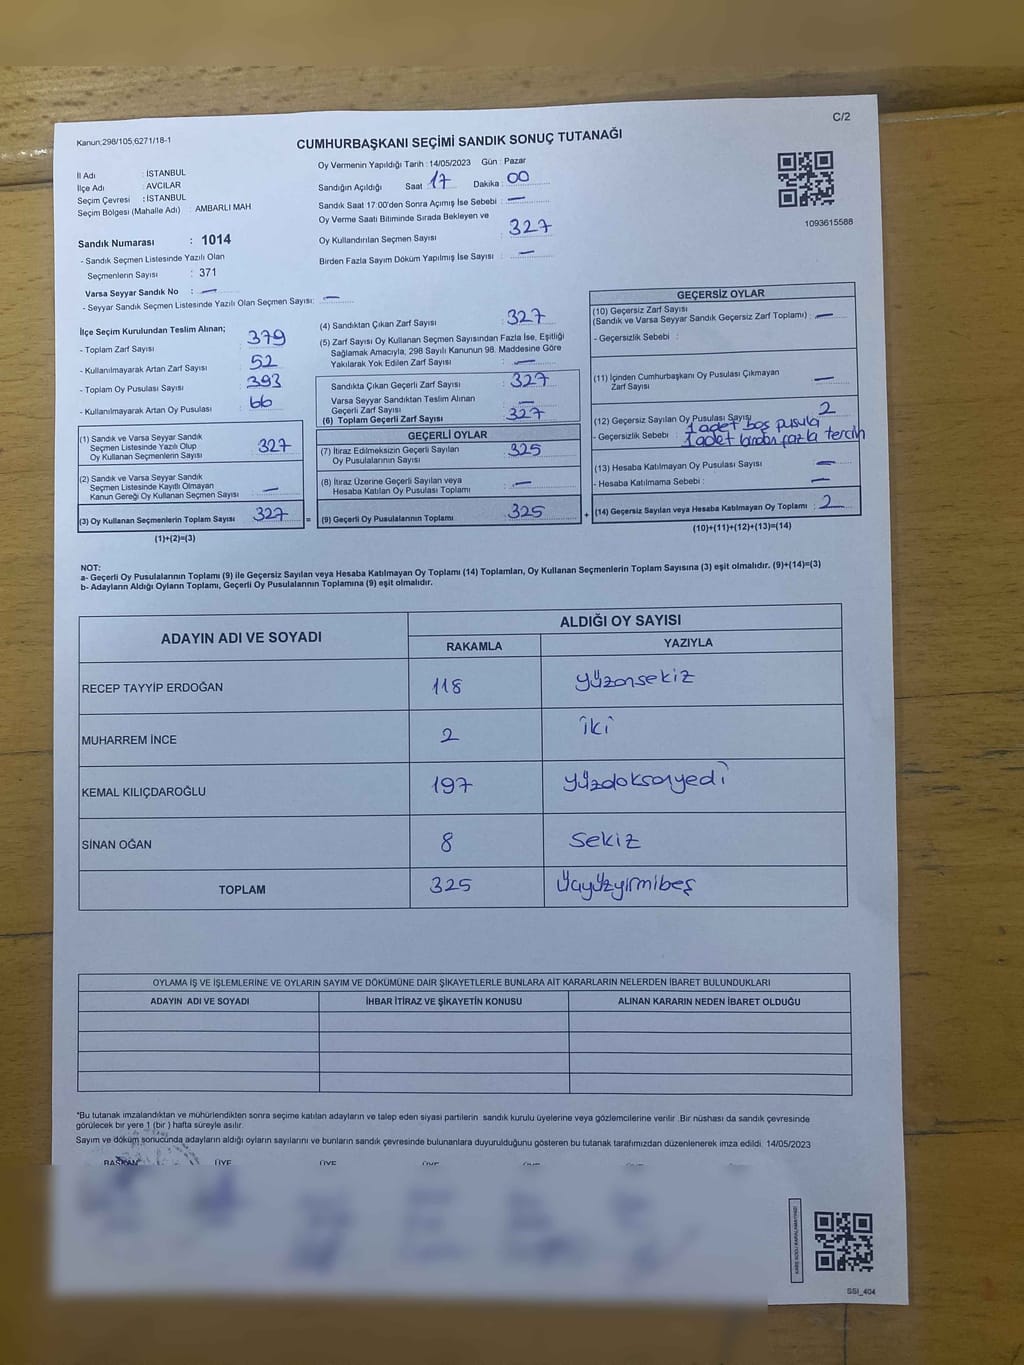 C/2
Kanun;298/105,6271/18-1
CUMHURBAŞKANI SEÇİMİ SANDIK SONUÇ TUTANAĞI
İl Adı : İSTANBUL
İlçe Adı : AVCILAR
Seçim Çevresi : İSTANBUL
Seçim Bölgesi (Mahalle Adı) : AMBARLI MAH
Sandık Numarası : 1014
- Sandık Seçmen Listesinde Yazılı Olan
Seçmenlerin Sayısı : 371
Varsa Seyyar Sandık No : —
- Seyyar Sandık Seçmen Listesinde Yazılı Olan Seçmen Sayısı: —
Oy Vermenin Yapıldığı Tarih : 14/05/2023 Gün : Pazar
Sandığın Açıldığı Saat 17 Dakika : 00
Sandık Saat 17:00'den Sonra Açımış İse Sebebi : —
Oy Verme Saati Bitiminde Sırada Bekleyen ve
Oy Kullandırılan Seçmen Sayısı : 327
Birden Fazla Sayım Döküm Yapılmış İse Sayısı : —
1093615588
İlçe Seçim Kurulundan Teslim Alınan;
- Toplam Zarf Sayısı : 379
- Kullanılmayarak Artan Zarf Sayısı : 52
- Toplam Oy Pusulası Sayısı : 393
- Kullanılmayarak Artan Oy Pusulası : 66
(1) Sandık ve Varsa Seyyar Sandık
Seçmen Listesinde Yazılı Olup
Oy Kullanan Seçmenlerin Sayısı 327
(2) Sandık ve Varsa Seyyar Sandık
Seçmen Listesinde Kayıtlı Olmayan
Kanun Gereği Oy Kullanan Seçmen Sayısı —
(3) Oy Kullanan Seçmenlerin Toplam Sayısı 327
(1)+(2)=(3)
=
(4) Sandıktan Çıkan Zarf Sayısı : 327
(5) Zarf Sayısı Oy Kullanan Seçmen Sayısından Fazla İse, Eşitliği
Sağlamak Amacıyla, 298 Sayılı Kanunun 98. Maddesine Göre
Yakılarak Yok Edilen Zarf Sayısı : —
Sandıkta Çıkan Geçerli Zarf Sayısı : 327
Varsa Seyyar Sandıktan Teslim Alınan
Geçerli Zarf Sayısı : —
(6) Toplam Geçerli Zarf Sayısı : 327
GEÇERLİ OYLAR
(7) İtiraz Edilmeksizin Geçerli Sayılan
Oy Pusulalarının Sayısı : 325
(8) İtiraz Üzerine Geçerli Sayılan veya
Hesaba Katılan Oy Pusulası Toplamı : —
(9) Geçerli Oy Pusulalarının Toplamı : 325
+
GEÇERSİZ OYLAR
(10) Geçersiz Zarf Sayısı
(Sandık ve Varsa Seyyar Sandık Geçersiz Zarf Toplamı) : —
- Geçersizlik Sebebi :
(11) İçinden Cumhurbaşkanı Oy Pusulası Çıkmayan
Zarf Sayısı : —
(12) Geçersiz Sayılan Oy Pusulası Sayısı : 2
- Geçersizlik Sebebi : 1 adet boş pusula
1 adet birden fazla tercih
(13) Hesaba Katılmayan Oy Pusulası Sayısı : —
- Hesaba Katılmama Sebebi : —
(14) Geçersiz Sayılan veya Hesaba Katılmayan Oy Toplamı : 2
(10)+(11)+(12)+(13)=(14)
NOT:
a- Geçerli Oy Pusulalarının Toplamı (9) ile Geçersiz Sayılan veya Hesaba Katılmayan Oy Toplamı (14) Toplamları, Oy Kullanan Seçmenlerin Toplam Sayısına (3) eşit olmalıdır. (9)+(14)=(3)
b- Adayların Aldığı Oyların Toplamı, Geçerli Oy Pusulalarının Toplamına (9) eşit olmalıdır.
ADAYIN ADI VE SOYADI ALDIĞI OY SAYISI
RAKAMLA YAZIYLA
RECEP TAYYİP ERDOĞAN 118 yüzonsekiz
MUHARREM İNCE 2 iki
KEMAL KILIÇDAROĞLU 197 yüzdoksanyedi
SİNAN OĞAN 8 sekiz
TOPLAM 325 üçyüzyirmibeş
OYLAMA İŞ VE İŞLEMLERİNE VE OYLARIN SAYIM VE DÖKÜMÜNE DAİR ŞİKAYETLERLE BUNLARA AİT KARARLARIN NELERDEN İBARET BULUNDUKLARI
ADAYIN ADI VE SOYADI İHBAR İTİRAZ VE ŞİKAYETİN KONUSU ALINAN KARARIN NEDEN İBARET OLDUĞU
*Bu tutanak imzalandıktan ve mühürlendikten sonra seçime katılan adayların ve talep eden siyasi partilerin sandık kurulu üyelerine veya gözlemcilerine verilir. Bir nüshası da sandık çevresinde
görülecek bir yere 1 (bir ) hafta süreyle asılır.
Sayım ve döküm sonucunda adayların aldığı oyların sayılarını ve bunların sandık çevresinde bulunanlara duyurulduğunu gösteren bu tutanak tarafımızdan düzenlenerek imza edildi. 14/05/2023
BAŞKAN ÜYE ÜYE ÜYE
SSI_404